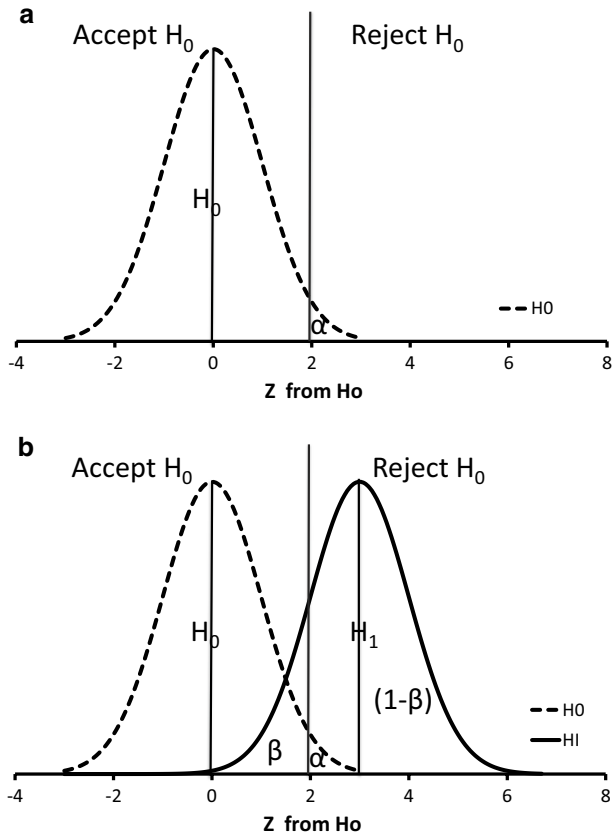 a
Accept H₀ Reject H₀
H₀
α
H0
-4 -2 0 2 4 6 8
Z from Ho
b
Accept H₀ Reject H₀
H₀ H₁
(1-β)
β α
H0
HI
-4 -2 0 2 4 6 8
Z from Ho